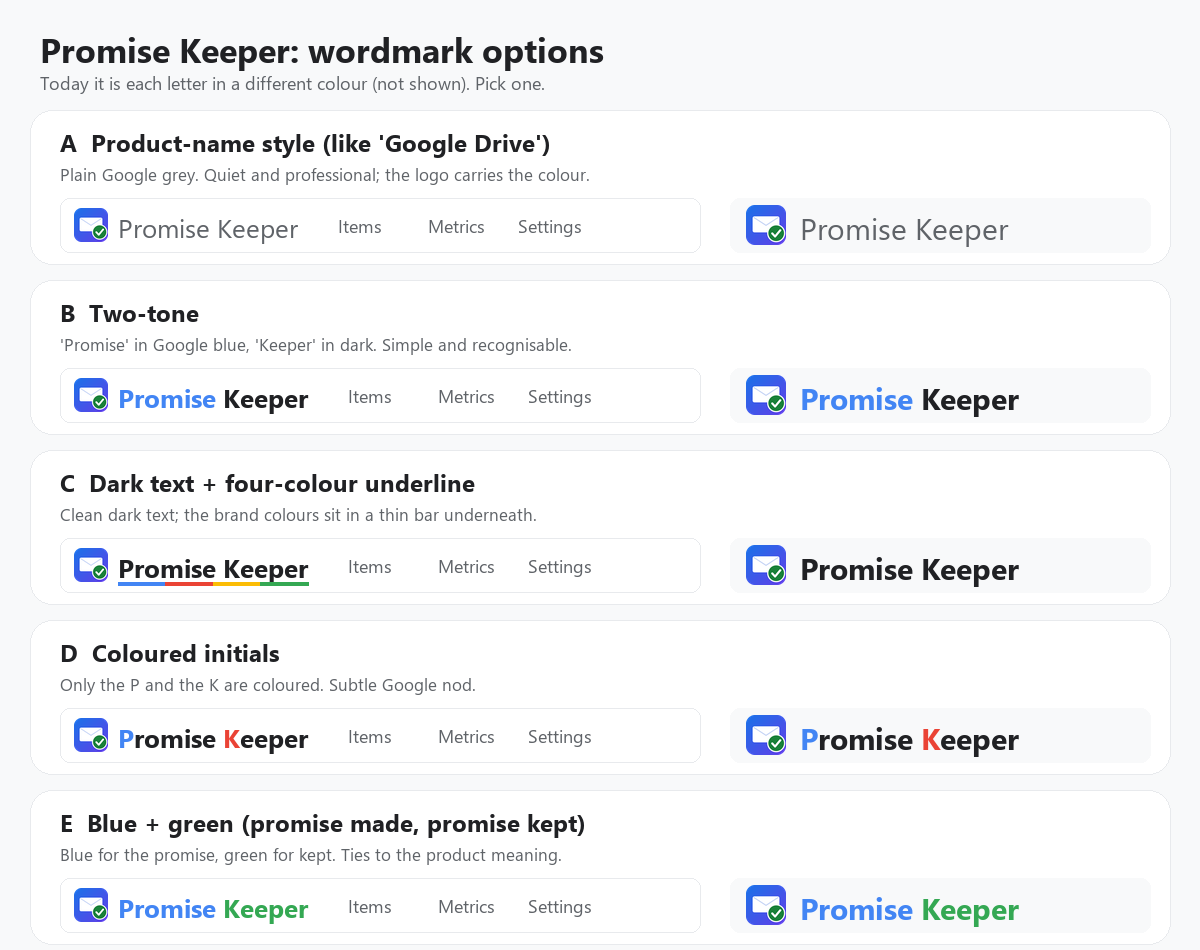 Promise Keeper: wordmark options
Today it is each letter in a different colour (not shown). Pick one.
A Product-name style (like 'Google Drive')
Plain Google grey. Quiet and professional; the logo carries the colour.
Promise Keeper Items Metrics Settings Promise Keeper
B Two-tone
'Promise' in Google blue, 'Keeper' in dark. Simple and recognisable.
Promise Keeper Items Metrics Settings Promise Keeper
C Dark text + four-colour underline
Clean dark text; the brand colours sit in a thin bar underneath.
Promise Keeper Items Metrics Settings Promise Keeper
D Coloured initials
Only the P and the K are coloured. Subtle Google nod.
Promise Keeper Items Metrics Settings Promise Keeper
E Blue + green (promise made, promise kept)
Blue for the promise, green for kept. Ties to the product meaning.
Promise Keeper Items Metrics Settings Promise Keeper